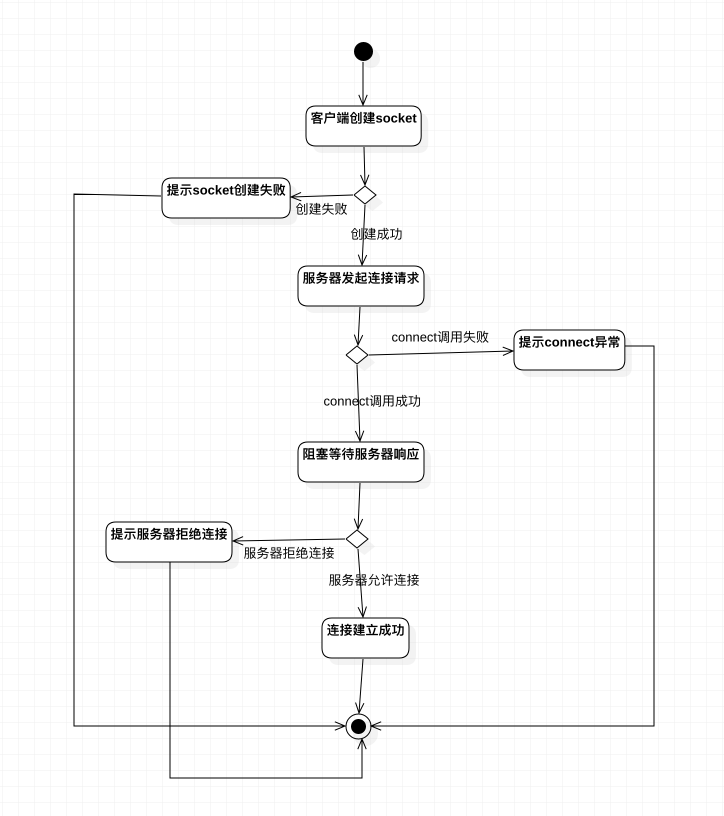 客户端创建socket
提示socket创建失败
创建失败
创建成功
服务器发起连接请求
connect调用失败
提示connect异常
connect调用成功
阻塞等待服务器响应
提示服务器拒绝连接
服务器拒绝连接
服务器允许连接
连接建立成功